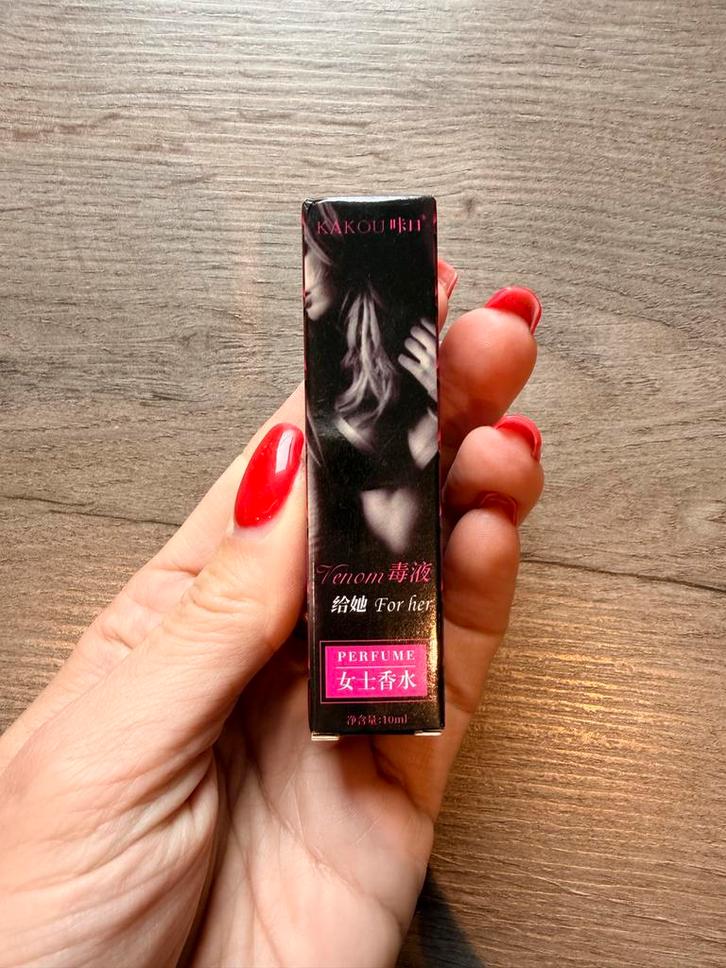 KAKOU 咔口®
Venom 毒液
给她 For her
PERFUME
女士香水
净含量:10ml